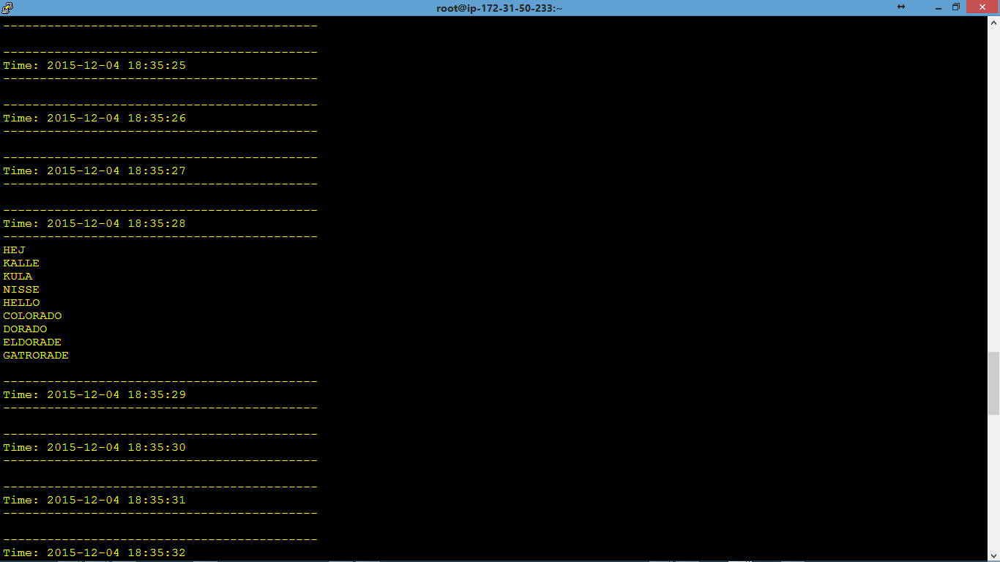 root@ip-172-31-50-233:~
-------------------------------------------
-------------------------------------------
Time: 2015-12-04 18:35:25
-------------------------------------------
-------------------------------------------
Time: 2015-12-04 18:35:26
-------------------------------------------
-------------------------------------------
Time: 2015-12-04 18:35:27
-------------------------------------------
-------------------------------------------
Time: 2015-12-04 18:35:28
-------------------------------------------
HEJ
KALLE
KULA
NISSE
HELLO
COLORADO
DORADO
ELDORADE
GATRORADE
-------------------------------------------
Time: 2015-12-04 18:35:29
-------------------------------------------
-------------------------------------------
Time: 2015-12-04 18:35:30
-------------------------------------------
-------------------------------------------
Time: 2015-12-04 18:35:31
-------------------------------------------
-------------------------------------------
Time: 2015-12-04 18:35:32